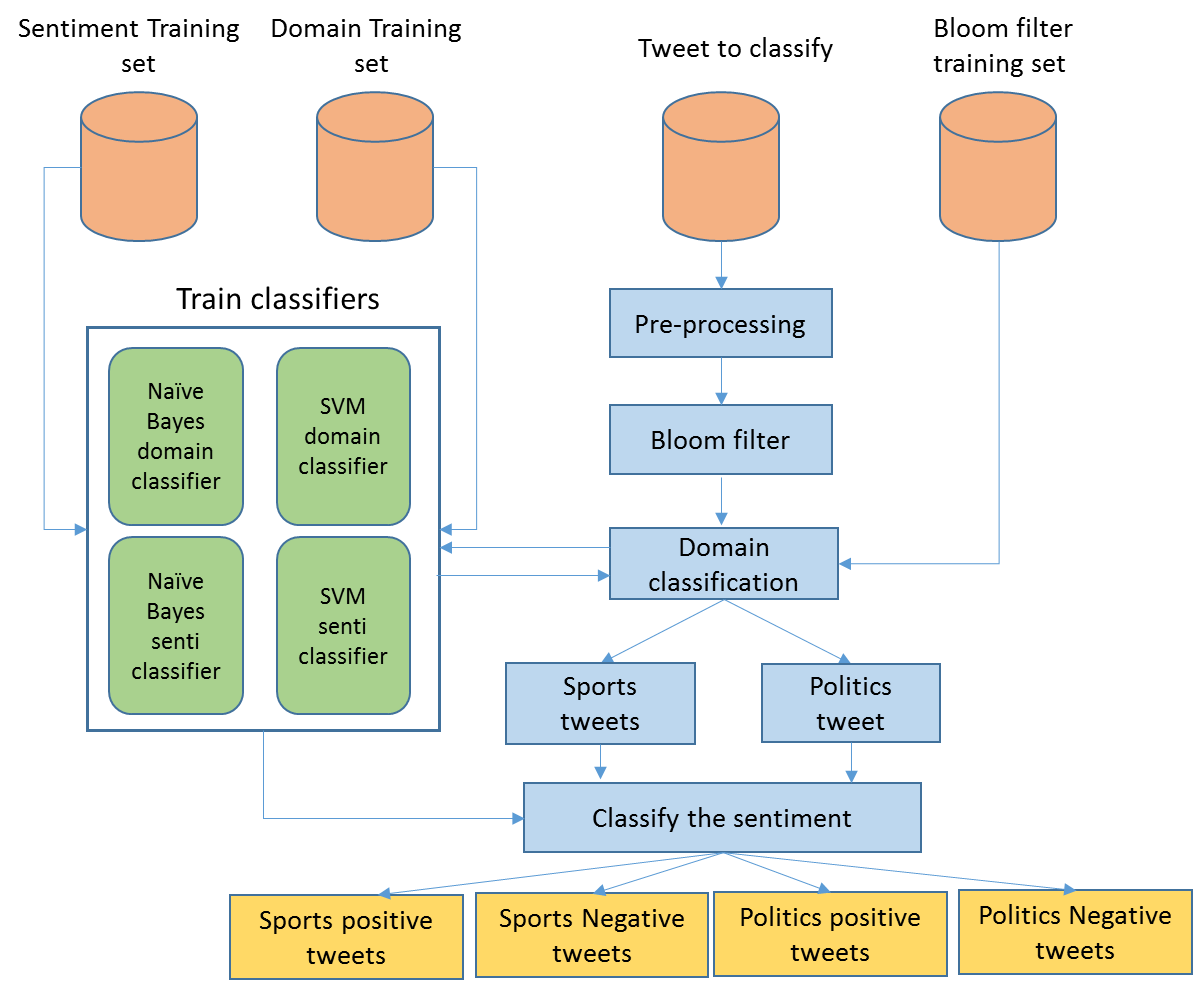 Sentiment Training
set
Domain Training
set
Tweet to classify
Bloom filter
training set
Train classifiers
Naïve
Bayes
domain
classifier
SVM
domain
classifier
Naïve
Bayes
senti
classifier
SVM
senti
classifier
Pre-processing
Bloom filter
Domain
classification
Sports
tweets
Politics
tweet
Classify the sentiment
Sports positive
tweets
Sports Negative
tweets
Politics positive
tweets
Politics Negative
tweets